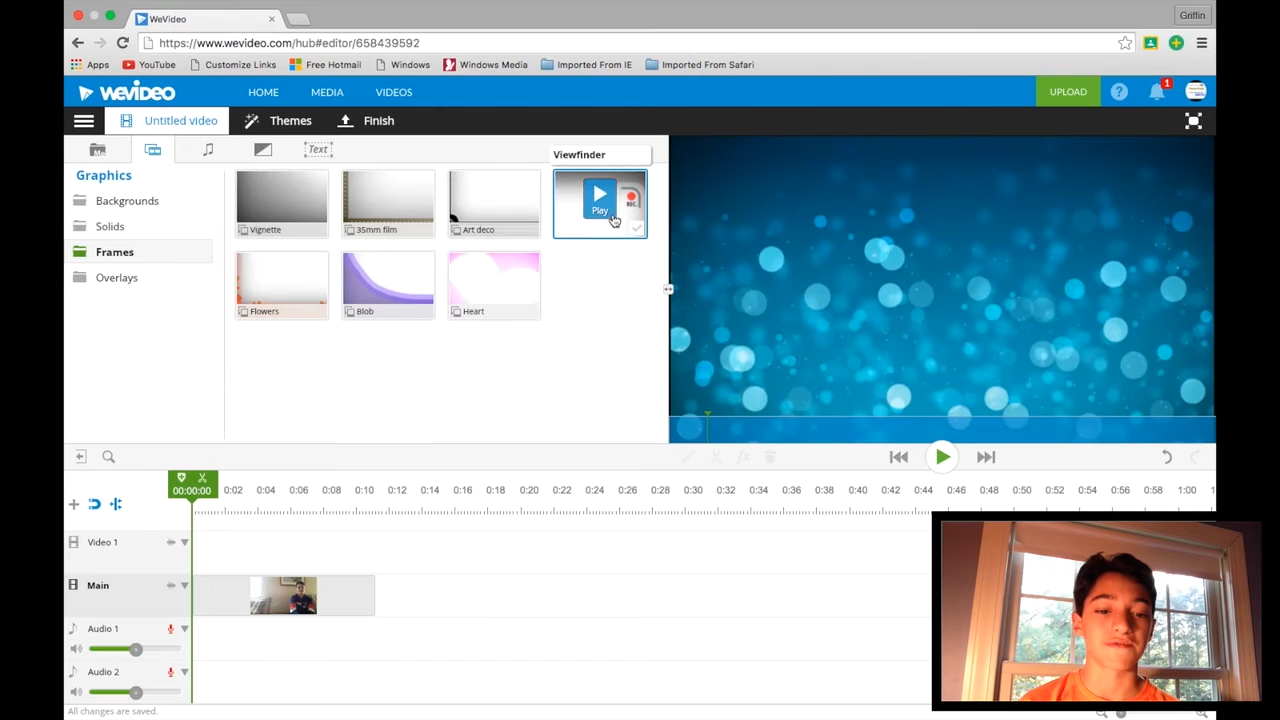 WeVideo
Griffin
https://www.wevideo.com/hub#editor/658439592
Apps YouTube Customize Links Free Hotmail Windows Windows Media Imported From IE Imported From Safari
WEVIDEO HOME MEDIA VIDEOS UPLOAD ? 1
Untitled video Themes Finish
Me Text Viewfinder
Graphics
Backgrounds
Solids
Frames
Overlays
Play
REC
Vignette 35mm film Art deco
Flowers Blob Heart
00:00:00 0:02 0:04 0:06 0:08 0:10 0:12 0:14 0:16 0:18 0:20 0:22 0:24 0:26 0:28 0:30 0:32 0:34 0:36 0:38 0:40 0:42 0:44 0:46 0:48 0:50 0:52 0:54 0:56 0:58 1:00 1
Video 1
Main
Audio 1
Audio 2
All changes are saved.